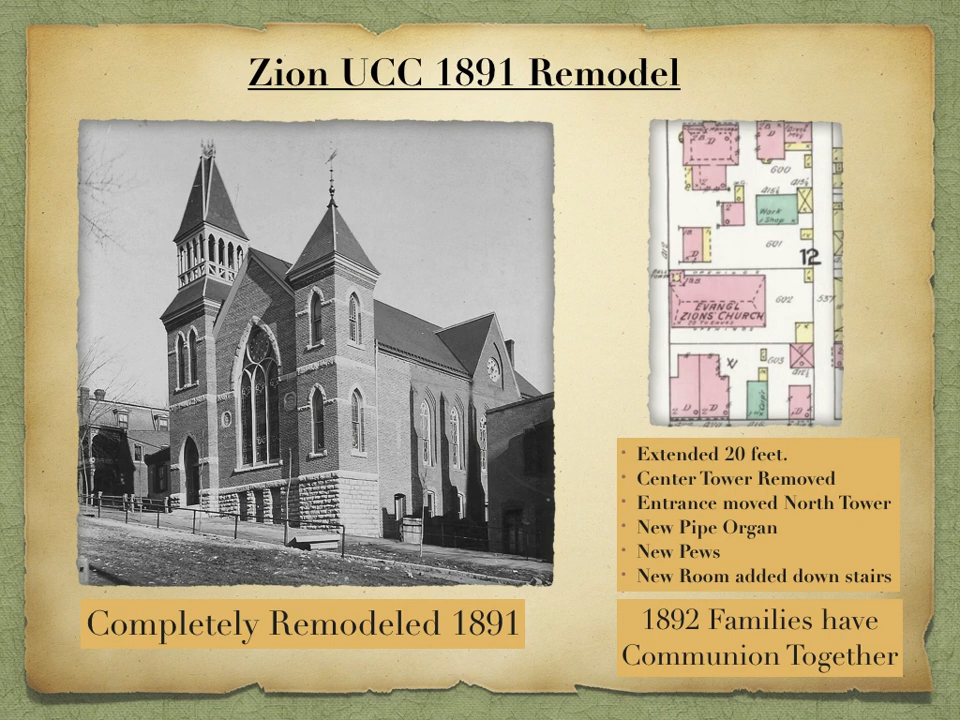 Zion UCC 1891 Remodel
2B
D
D
600
Work
Shop
601
12
D
602
537
EVANGL
ZIONS CHURCH
603
D
D
Extended 20 feet.
Center Tower Removed
Entrance moved North Tower
New Pipe Organ
New Pews
New Room added down stairs
Completely Remodeled 1891
1892 Families have
Communion Together